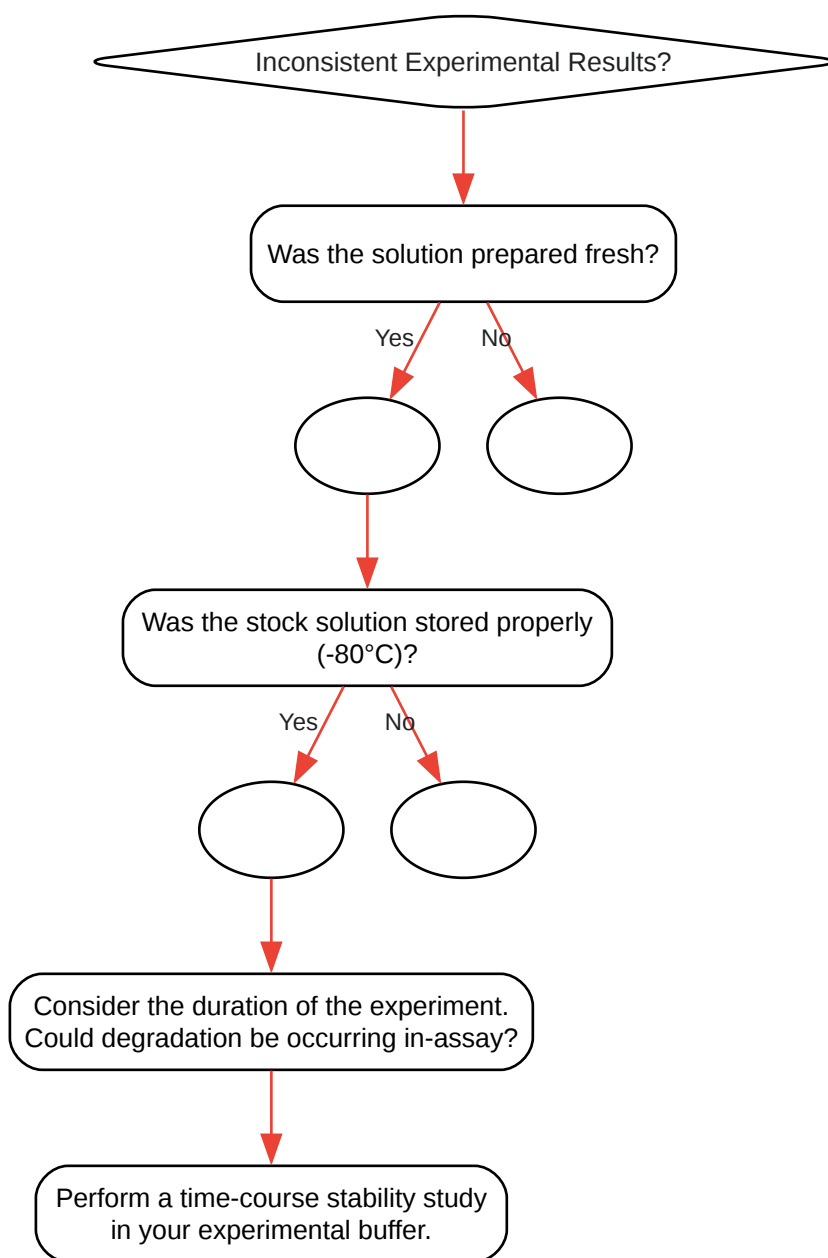 Inconsistent Experimental Results?
Was the solution prepared fresh?
Yes
No
Was the stock solution stored properly
(-80°C)?
Yes
No
Consider the duration of the experiment.
Could degradation be occurring in-assay?
Perform a time-course stability study
in your experimental buffer.